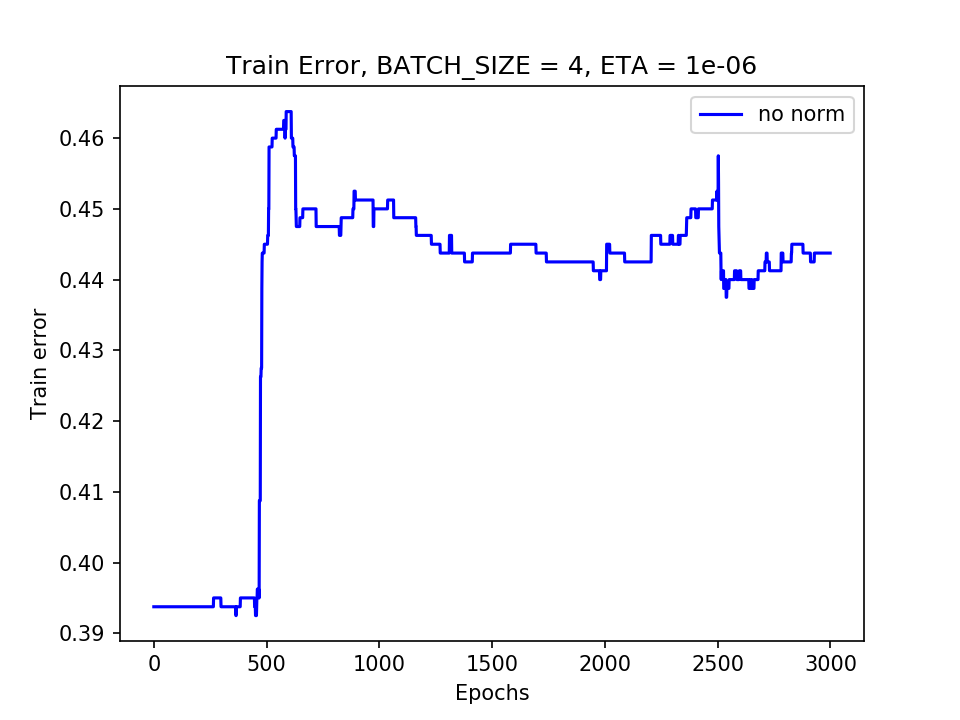 Train Error, BATCH_SIZE = 4, ETA = 1e-06
no norm
0.46
0.45
0.44
0.43
0.42
0.41
0.40
0.39
Train error
0 500 1000 1500 2000 2500 3000
Epochs